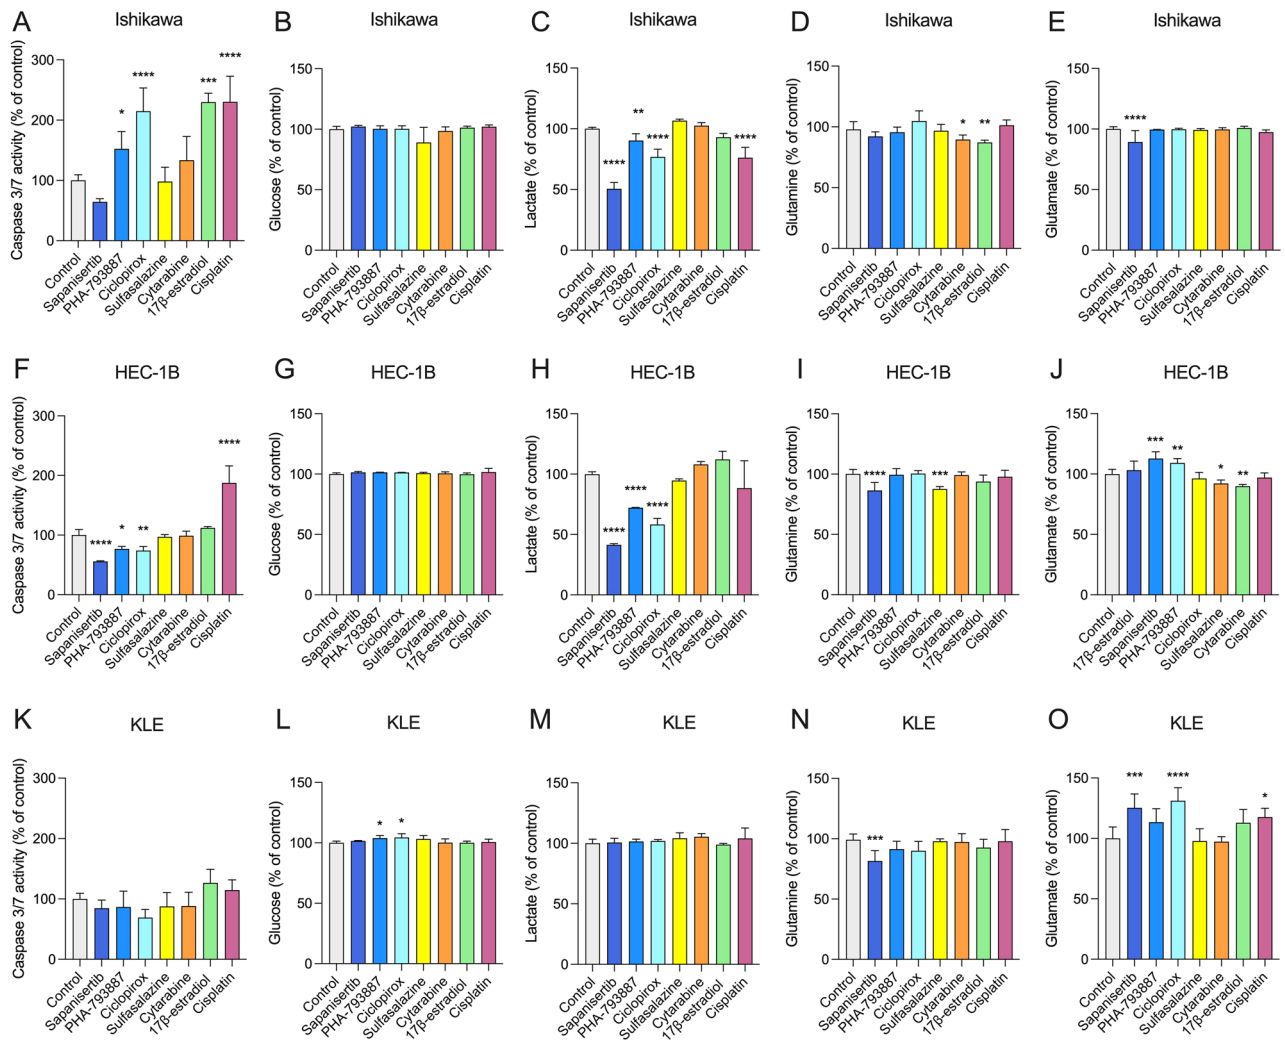 A
Ishikawa
Caspase 3/7 activity (% of control)
300
200
100
0
*
****
***
****
Control
Sapanisertib
PHA-793887
Ciclopirox
Sulfasalazine
Cytarabine
17β-estradiol
Cisplatin
B
Ishikawa
Glucose (% of control)
150
100
50
0
Control
Sapanisertib
PHA-793887
Ciclopirox
Sulfasalazine
Cytarabine
17β-estradiol
Cisplatin
C
Ishikawa
Lactate (% of control)
150
100
50
0
****
**
****
****
Control
Sapanisertib
PHA-793887
Ciclopirox
Sulfasalazine
Cytarabine
17β-estradiol
Cisplatin
D
Ishikawa
Glutamine (% of control)
150
100
50
0
*
**
Control
Sapanisertib
PHA-793887
Ciclopirox
Sulfasalazine
Cytarabine
17β-estradiol
Cisplatin
E
Ishikawa
Glutamate (% of control)
150
100
50
0
****
Control
Sapanisertib
PHA-793887
Ciclopirox
Sulfasalazine
Cytarabine
17β-estradiol
Cisplatin
F
HEC-1B
Caspase 3/7 activity (% of control)
300
200
100
0
****
*
**
****
Control
Sapanisertib
PHA-793887
Ciclopirox
Sulfasalazine
Cytarabine
17β-estradiol
Cisplatin
G
HEC-1B
Glucose (% of control)
150
100
50
0
Control
Sapanisertib
PHA-793887
Ciclopirox
Sulfasalazine
Cytarabine
17β-estradiol
Cisplatin
H
HEC-1B
Lactate (% of control)
150
100
50
0
****
****
****
Control
Sapanisertib
PHA-793887
Ciclopirox
Sulfasalazine
Cytarabine
17β-estradiol
Cisplatin
I
HEC-1B
Glutamine (% of control)
150
100
50
0
****
***
Control
Sapanisertib
PHA-793887
Ciclopirox
Sulfasalazine
Cytarabine
17β-estradiol
Cisplatin
J
HEC-1B
Glutamate (% of control)
150
100
50
0
***
**
*
**
Control
17β-estradiol
Sapanisertib
PHA-793887
Ciclopirox
Sulfasalazine
Cytarabine
Cisplatin
K
KLE
Caspase 3/7 activity (% of control)
300
200
100
0
Control
Sapanisertib
PHA-793887
Ciclopirox
Sulfasalazine
Cytarabine
17β-estradiol
Cisplatin
L
KLE
Glucose (% of control)
150
100
50
0
*
*
Control
Sapanisertib
PHA-793887
Ciclopirox
Sulfasalazine
Cytarabine
17β-estradiol
Cisplatin
M
KLE
Lactate (% of control)
150
100
50
0
Control
Sapanisertib
PHA-793887
Ciclopirox
Sulfasalazine
Cytarabine
17β-estradiol
Cisplatin
N
KLE
Glutamine (% of control)
150
100
50
0
***
Control
Sapanisertib
PHA-793887
Ciclopirox
Sulfasalazine
Cytarabine
17β-estradiol
Cisplatin
O
KLE
Glutamate (% of control)
150
100
50
0
***
****
*
Control
Sapanisertib
PHA-793887
Ciclopirox
Sulfasalazine
Cytarabine
17β-estradiol
Cisplatin